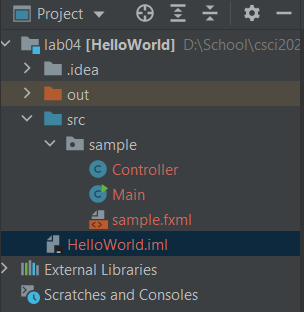 Project
lab04 [HelloWorld] D:\School\csci202
.idea
out
src
sample
Controller
Main
sample.fxml
HelloWorld.iml
External Libraries
Scratches and Consoles